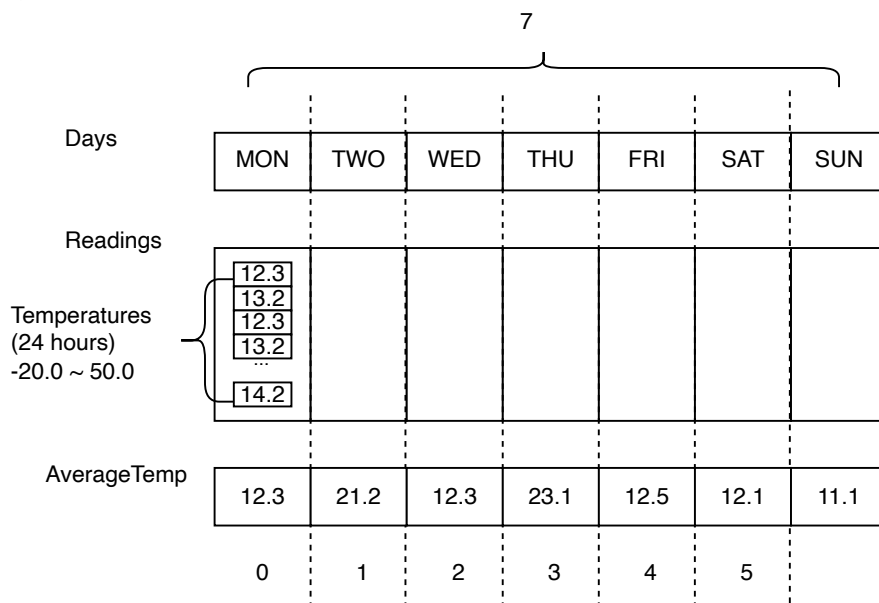 7
Days
MON TWO WED THU FRI SAT SUN
Readings
12.3
13.2
12.3
13.2
...
14.2
Temperatures
(24 hours)
-20.0 ~ 50.0
AverageTemp
12.3 21.2 12.3 23.1 12.5 12.1 11.1
0 1 2 3 4 5